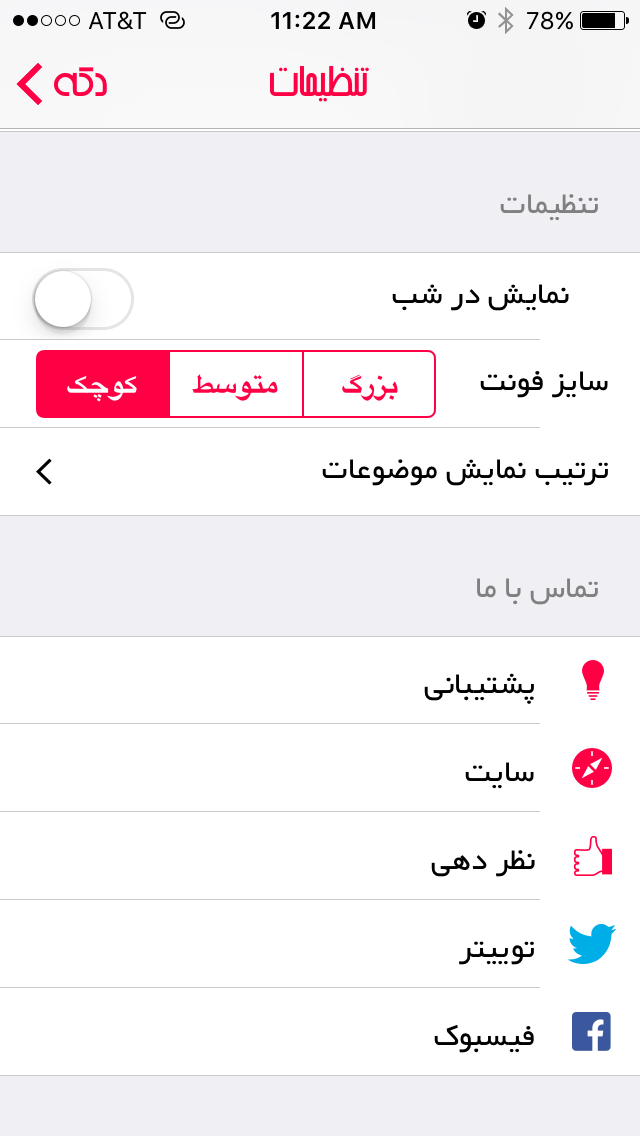 AT&T 11:22 AM 78%
دکه تنظیمات
تنظیمات
نمایش در شب
سایز فونت بزرگ متوسط کوچک
ترتیب نمایش موضوعات
تماس با ما
پشتیبانی
سایت
نظر دهی
توییتر
فیسبوک